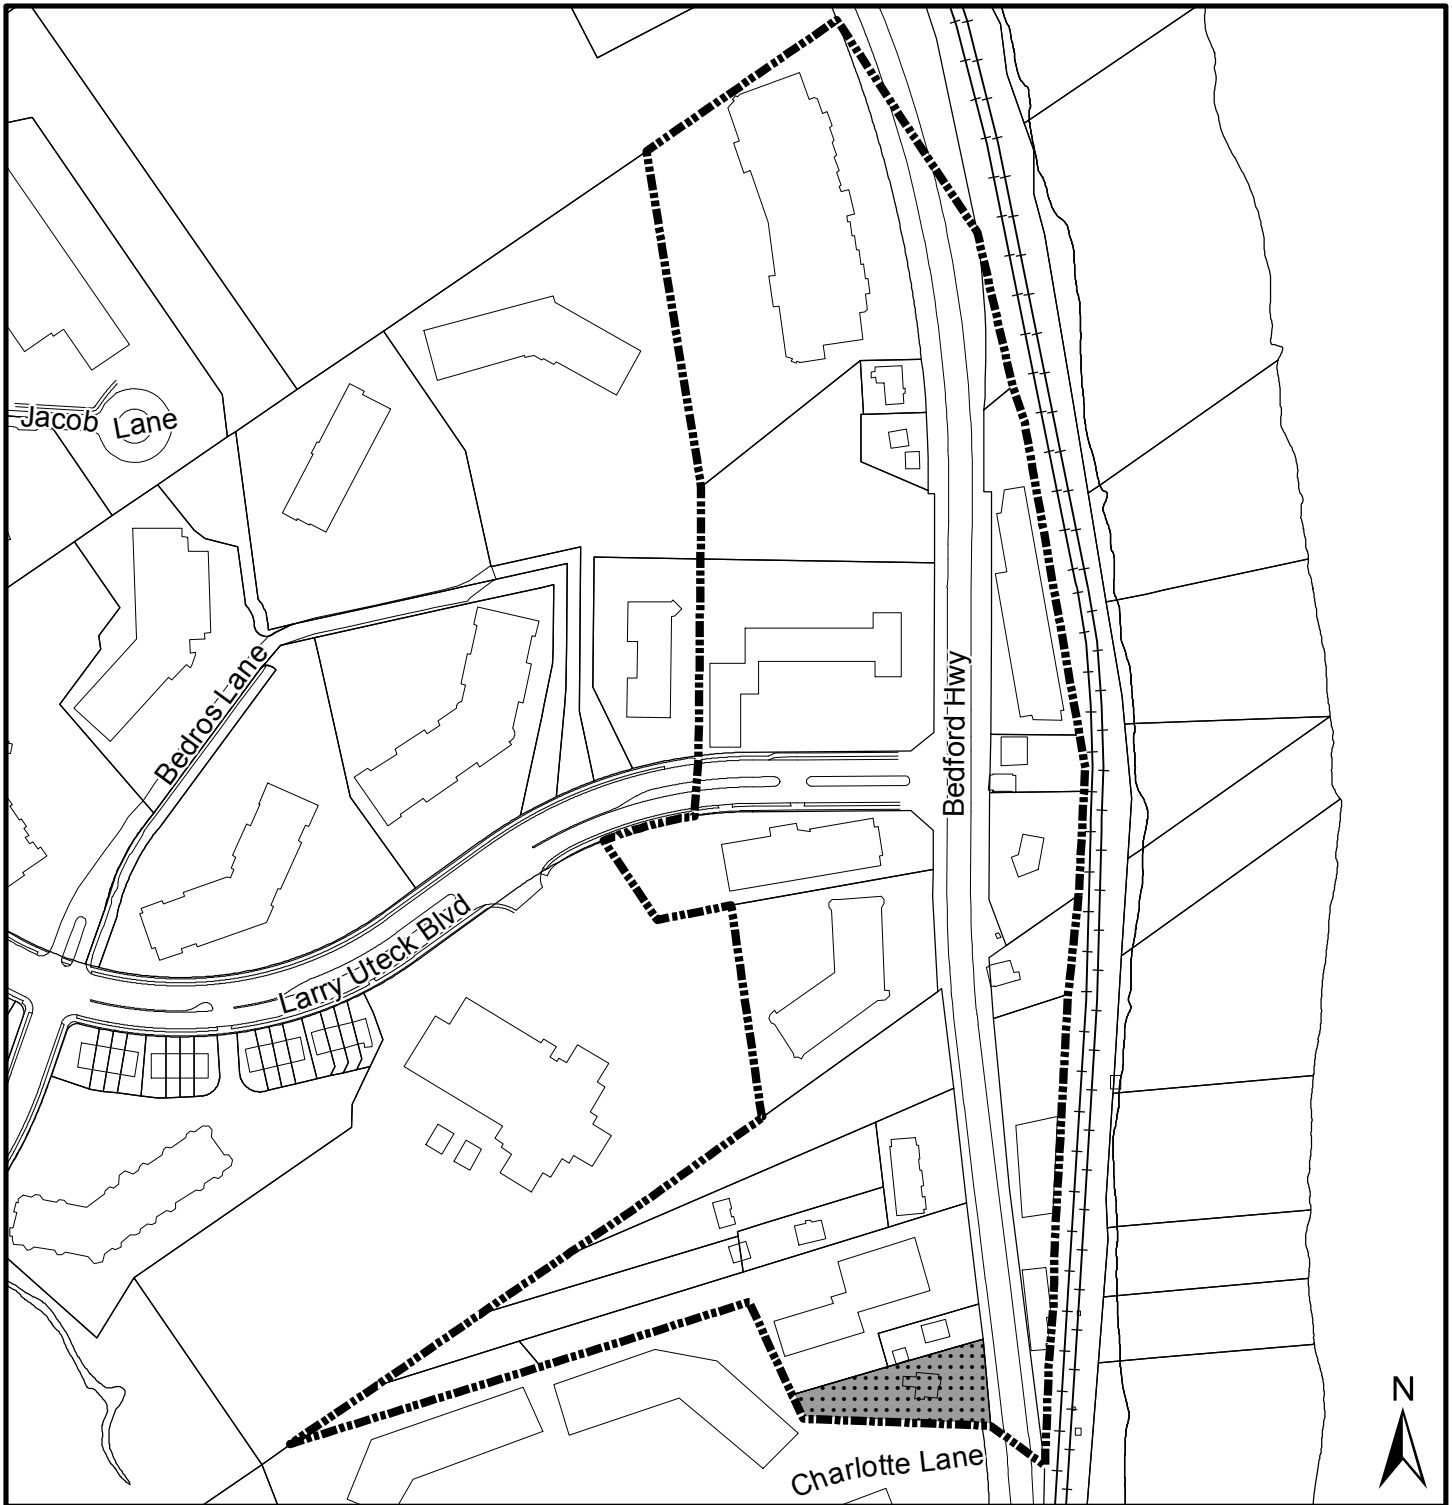 Jacob Lane
Bedros Lane
Bedford Hwy
Larry Uteck Blvd
N
Charlotte Lane